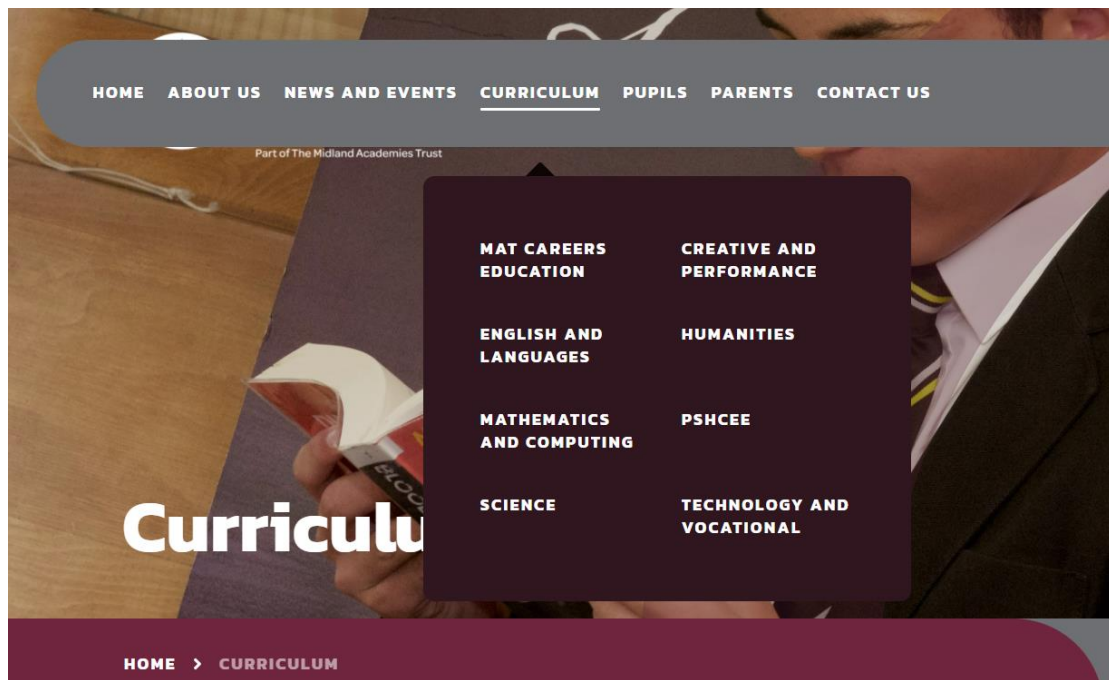 HOME ABOUT US NEWS AND EVENTS CURRICULUM PUPILS PARENTS CONTACT US
Part of The Midland Academies Trust
MAT CAREERS
EDUCATION
CREATIVE AND
PERFORMANCE
ENGLISH AND
LANGUAGES
HUMANITIES
MATHEMATICS
AND COMPUTING
PSHCEE
SCIENCE
TECHNOLOGY AND
VOCATIONAL
HOME > CURRICULUM